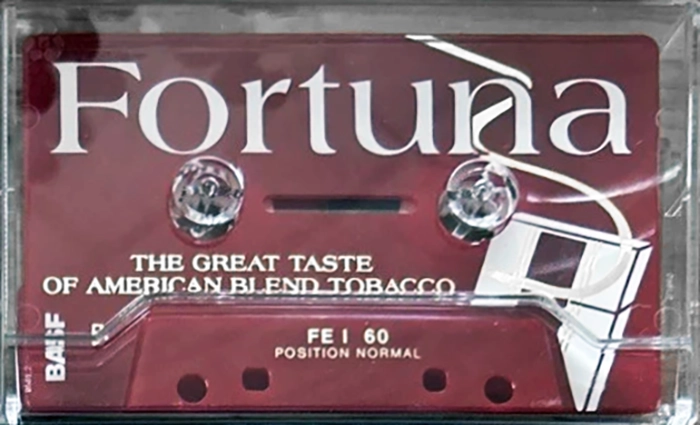 Fortuna
THE GREAT TASTE
OF AMERICAN BLEND TOBACCO
BASF
B
FE I 60
POSITION NORMAL